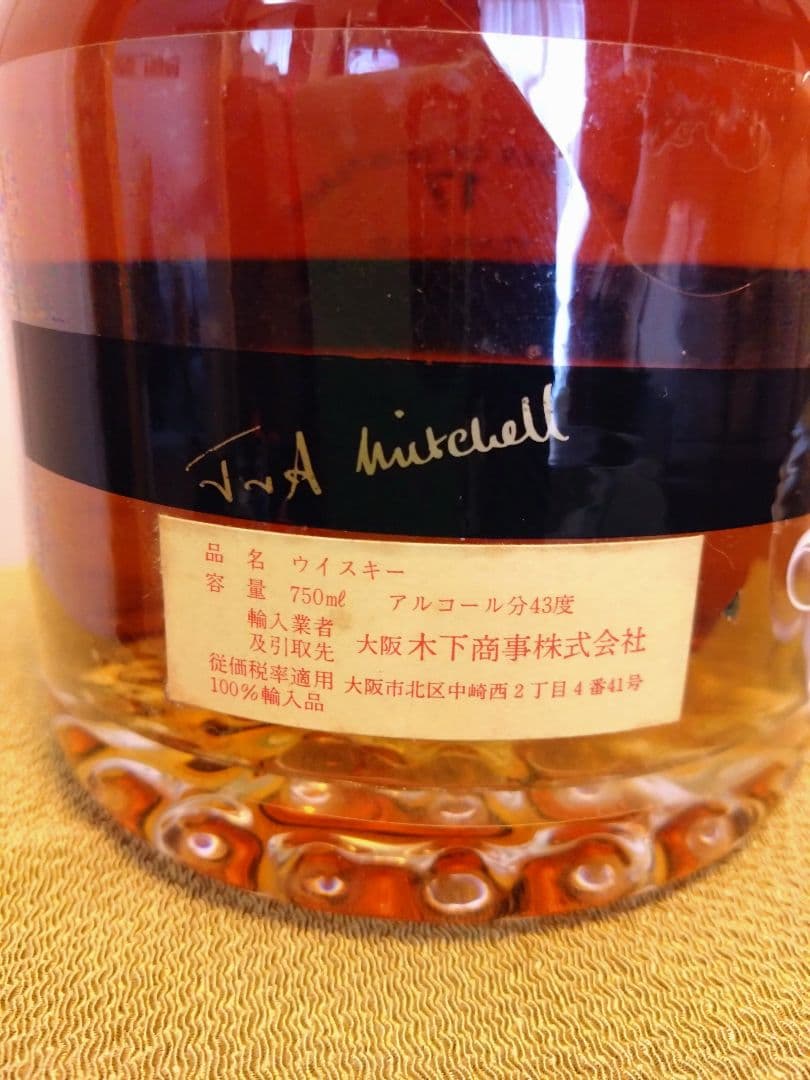 J & A Mitchell
品名 ウイスキー
容量 750㎖ アルコール分43度
輸入業者
及引取先 大阪 木下商事株式会社
従価税率適用 大阪市北区中崎西2丁目4番41号
100%輸入品